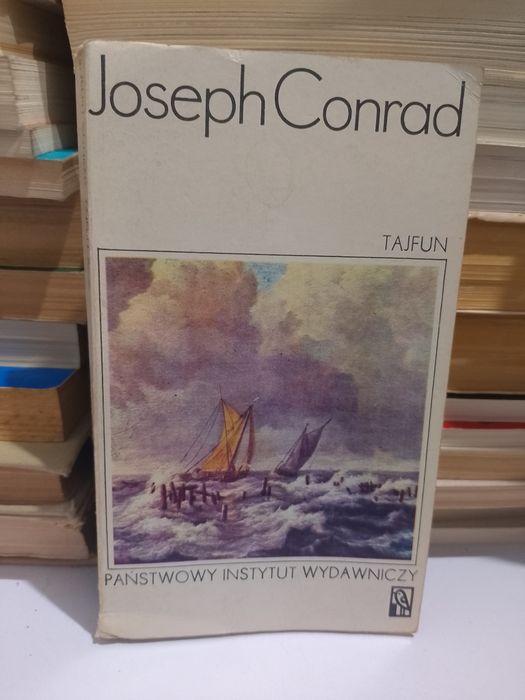 Joseph Conrad
TAJFUN
PAŃSTWOWY INSTYTUT WYDAWNICZY